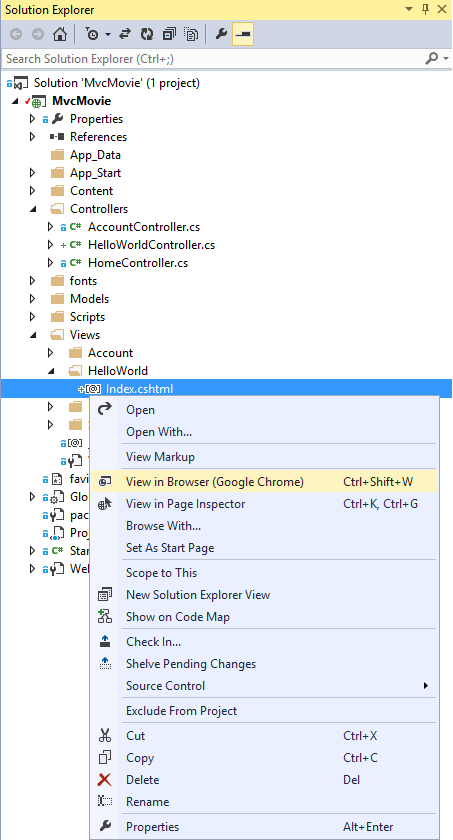 Solution Explorer
Search Solution Explorer (Ctrl+;)
Solution 'MvcMovie' (1 project)
MvcMovie
Properties
References
App_Data
App_Start
Content
Controllers
AccountController.cs
HelloWorldController.cs
HomeController.cs
fonts
Models
Scripts
Views
Account
HelloWorld
Index.cshtml
Open
Open With...
View Markup
favi
View in Browser (Google Chrome) Ctrl+Shift+W
Glo
View in Page Inspector Ctrl+K, Ctrl+G
pac
Browse With...
Proj
Set As Start Page
Star
Wel
Scope to This
New Solution Explorer View
Show on Code Map
Check In...
Shelve Pending Changes
Source Control
Exclude From Project
Cut Ctrl+X
Copy Ctrl+C
Delete Del
Rename
Properties Alt+Enter